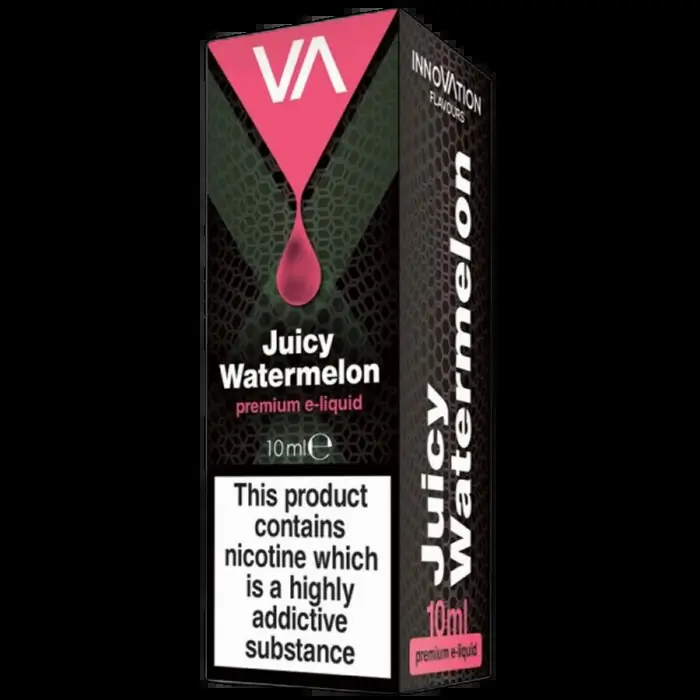 VA
Juicy
Watermelon
premium e-liquid
10ml℮
This product
contains
nicotine which
is a highly
addictive
substance
INNOVATION
FLAVOURS
Juicy
Watermelon
10ml
premium e-liquid